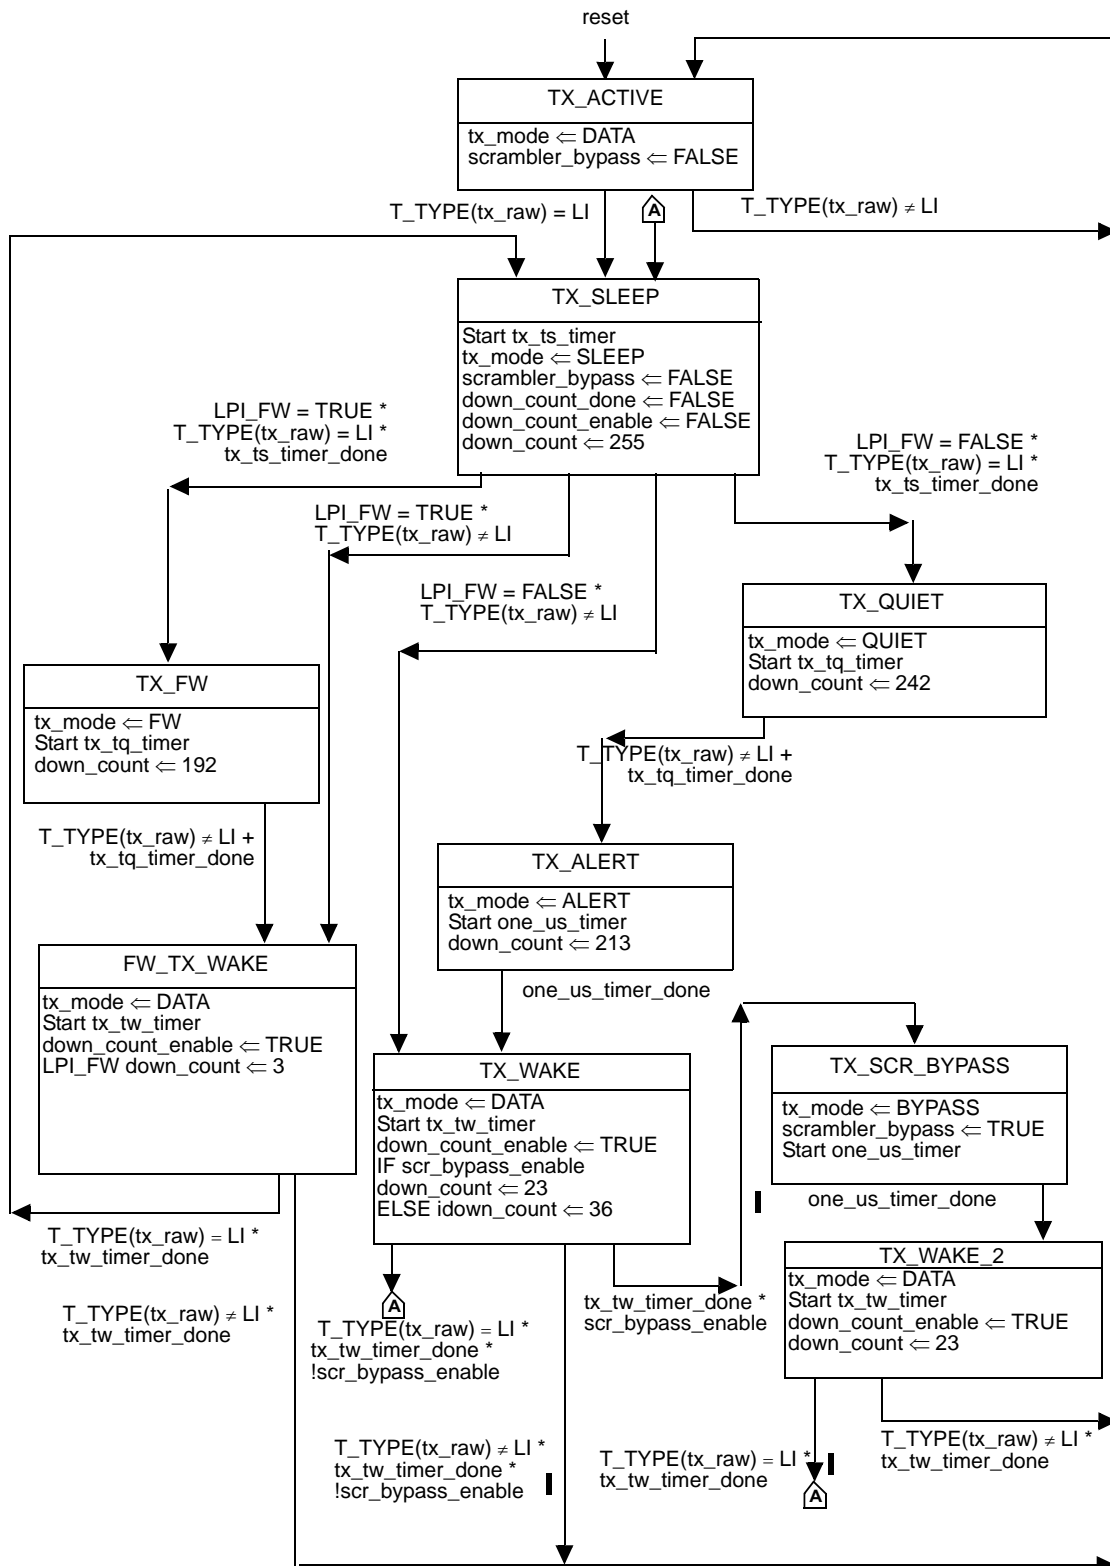 reset
TX_ACTIVE
tx_mode ⇐ DATA
scrambler_bypass ⇐ FALSE
T_TYPE(tx_raw) = LI
A
T_TYPE(tx_raw) ≠ LI
TX_SLEEP
Start tx_ts_timer
tx_mode ⇐ SLEEP
scrambler_bypass ⇐ FALSE
down_count_done ⇐ FALSE
down_count_enable ⇐ FALSE
down_count ⇐ 255
LPI_FW = TRUE *
T_TYPE(tx_raw) = LI *
tx_ts_timer_done
LPI_FW = FALSE *
T_TYPE(tx_raw) = LI *
tx_ts_timer_done
LPI_FW = TRUE *
T_TYPE(tx_raw) ≠ LI
LPI_FW = FALSE *
T_TYPE(tx_raw) ≠ LI
TX_QUIET
tx_mode ⇐ QUIET
Start tx_tq_timer
down_count ⇐ 242
TX_FW
tx_mode ⇐ FW
Start tx_tq_timer
down_count ⇐ 192
T_TYPE(tx_raw) ≠ LI +
tx_tq_timer_done
T_TYPE(tx_raw) ≠ LI +
tx_tq_timer_done
TX_ALERT
tx_mode ⇐ ALERT
Start one_us_timer
down_count ⇐ 213
one_us_timer_done
FW_TX_WAKE
tx_mode ⇐ DATA
Start tx_tw_timer
down_count_enable ⇐ TRUE
LPI_FW down_count ⇐ 3
TX_WAKE
tx_mode ⇐ DATA
Start tx_tw_timer
down_count_enable ⇐ TRUE
IF scr_bypass_enable
down_count ⇐ 23
ELSE idown_count ⇐ 36
TX_SCR_BYPASS
tx_mode ⇐ BYPASS
scrambler_bypass ⇐ TRUE
Start one_us_timer
one_us_timer_done
TX_WAKE_2
tx_mode ⇐ DATA
Start tx_tw_timer
down_count_enable ⇐ TRUE
down_count ⇐ 23
T_TYPE(tx_raw) = LI *
tx_tw_timer_done
T_TYPE(tx_raw) ≠ LI *
tx_tw_timer_done
A
T_TYPE(tx_raw) = LI *
tx_tw_timer_done *
!scr_bypass_enable
tx_tw_timer_done *
scr_bypass_enable
T_TYPE(tx_raw) ≠ LI *
tx_tw_timer_done *
!scr_bypass_enable
T_TYPE(tx_raw) = LI *
tx_tw_timer_done
A
T_TYPE(tx_raw) ≠ LI *
tx_tw_timer_done